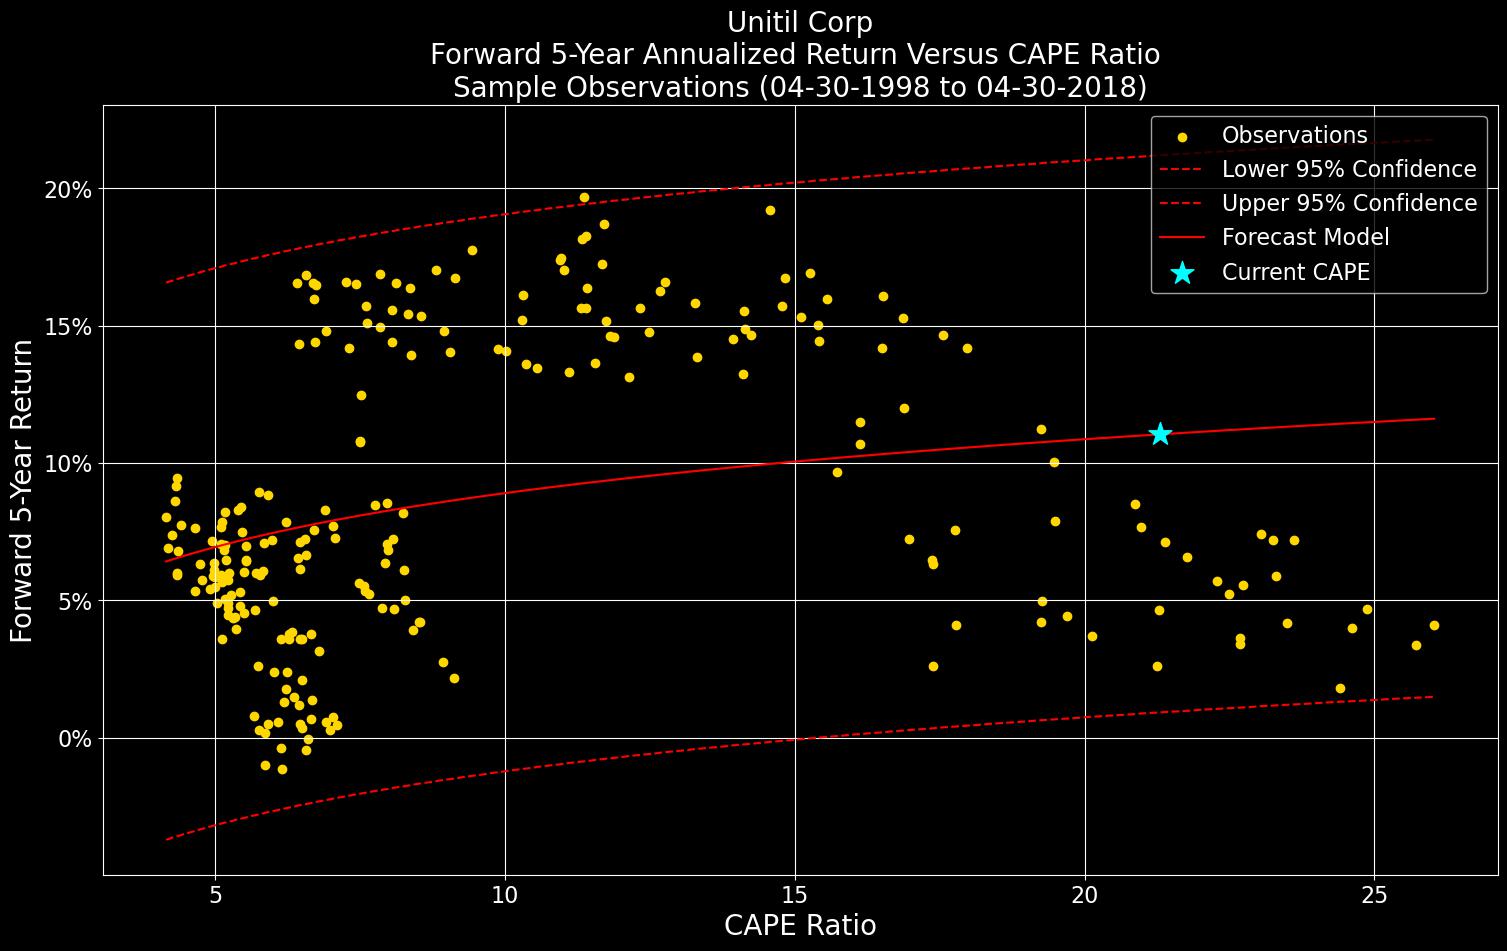 Unitil Corp
Forward 5-Year Annualized Return Versus CAPE Ratio
Sample Observations (04-30-1998 to 04-30-2018)
Observations
Lower 95% Confidence
Upper 95% Confidence
Forecast Model
Current CAPE
Forward 5-Year Return
20%
15%
10%
5%
0%
5
10
15
20
25
CAPE Ratio